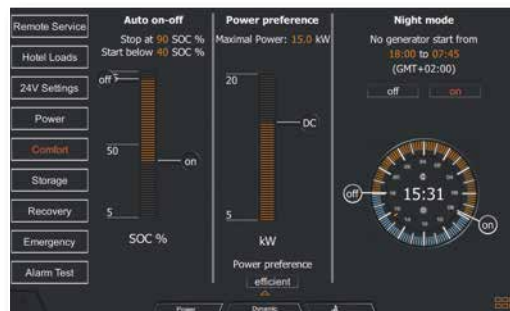 Remote Service
Hotel Loads
24V Settings
Power
Comfort
Storage
Recovery
Emergency
Alarm Test
Auto on-off
Stop at 90 SOC %
Start below 40 SOC %
off
50
on
5
SOC %
Power preference
Maximal Power: 15.0 kW
20
DC
5
kW
Power preference
efficient
Night mode
No generator start from
18:00 to 07:45
(GMT+02:00)
off
on
off
15:31
on
Power
Dynamic